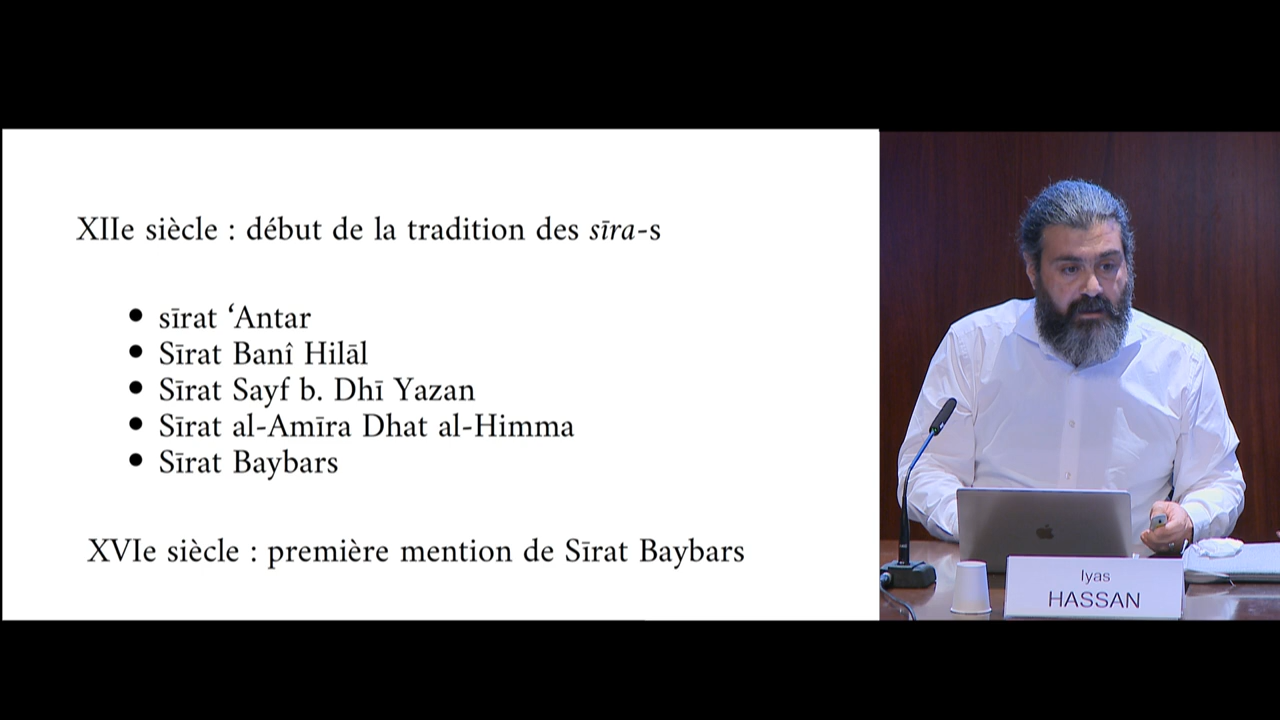 XIIe siècle : début de la tradition des sīra-s
• sīrat ‘Antar
• Sīrat Banî Hilāl
• Sīrat Sayf b. Dhī Yazan
• Sīrat al-Amīra Dhat al-Himma
• Sīrat Baybars
XVIe siècle : première mention de Sīrat Baybars
Iyas
HASSAN